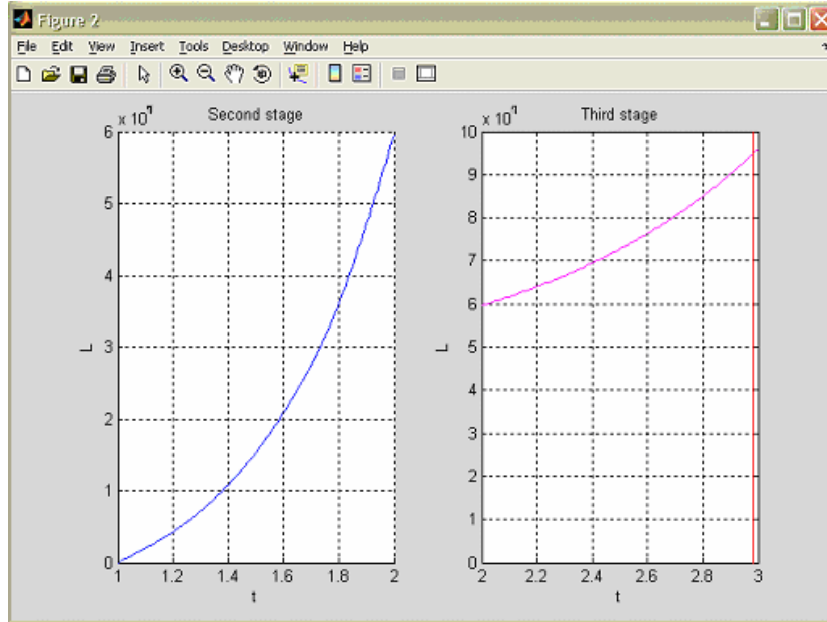 Figure 2
File Edit View Insert Tools Desktop Window Help
Second stage
x 10
6
5
4
3
2
1
0
L
1 1.2 1.4 1.6 1.8 2
t
Third stage
x 10
10
9
8
7
6
5
4
3
2
1
0
L
2 2.2 2.4 2.6 2.8 3
t